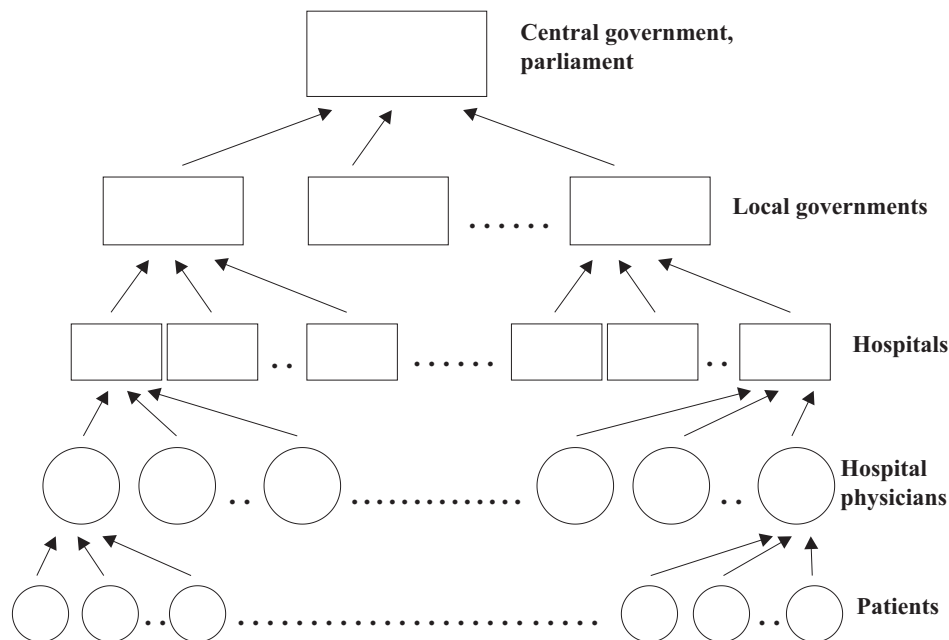 Central government,
parliament
Local governments
Hospitals
Hospital
physicians
Patients